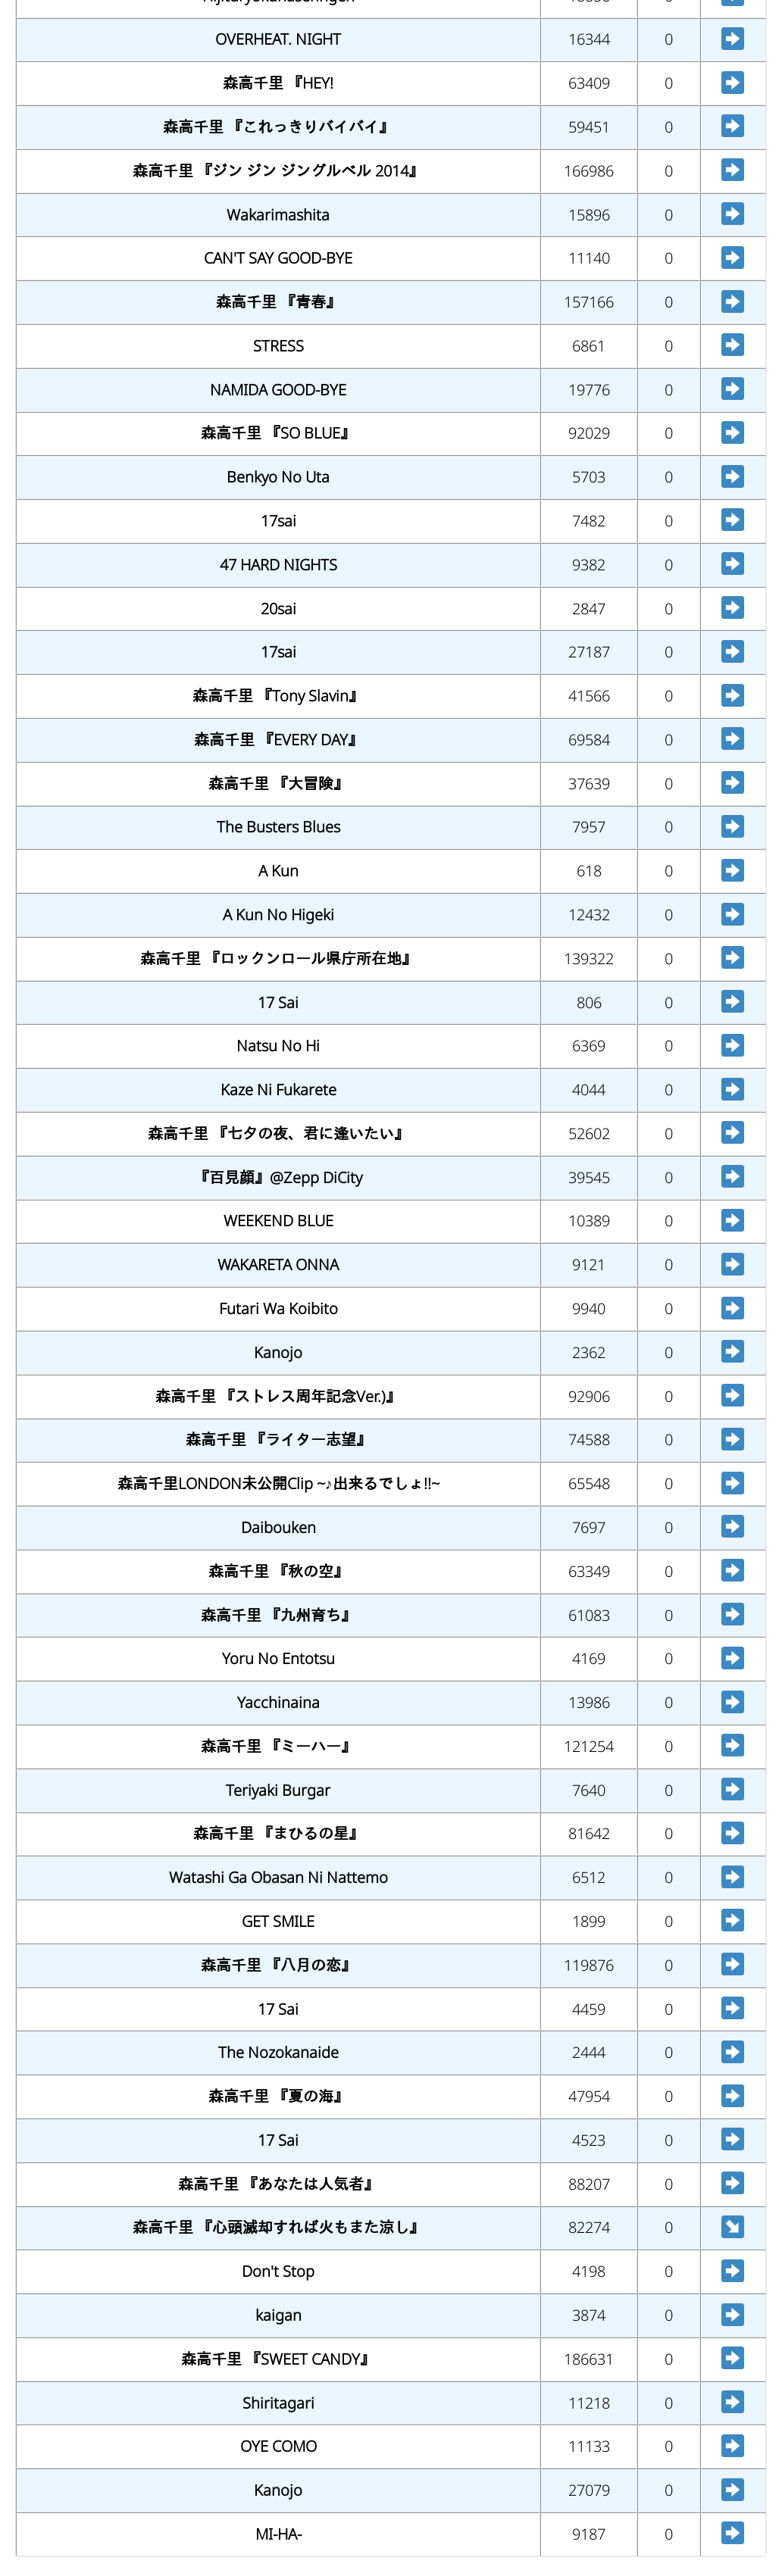 OVERHEAT. NIGHT 16344 0
森高千里 『HEY! 63409 0
森高千里 『これっきりバイバイ』 59451 0
森高千里 『ジン ジン ジングルベル 2014』 166986 0
Wakarimashita 15896 0
CAN'T SAY GOOD-BYE 11140 0
森高千里 『青春』 157166 0
STRESS 6861 0
NAMIDA GOOD-BYE 19776 0
森高千里 『SO BLUE』 92029 0
Benkyo No Uta 5703 0
17sai 7482 0
47 HARD NIGHTS 9382 0
20sai 2847 0
17sai 27187 0
森高千里 『Tony Slavin』 41566 0
森高千里 『EVERY DAY』 69584 0
森高千里 『大冒険』 37639 0
The Busters Blues 7957 0
A Kun 618 0
A Kun No Higeki 12432 0
森高千里 『ロックンロール県庁所在地』 139322 0
17 Sai 806 0
Natsu No Hi 6369 0
Kaze Ni Fukarete 4044 0
森高千里 『七夕の夜、君に逢いたい』 52602 0
『百見顔』@Zepp DiCity 39545 0
WEEKEND BLUE 10389 0
WAKARETA ONNA 9121 0
Futari Wa Koibito 9940 0
Kanojo 2362 0
森高千里 『ストレス周年記念Ver.)』 92906 0
森高千里 『ライター志望』 74588 0
森高千里LONDON未公開Clip ~♪出来るでしょ!!~ 65548 0
Daibouken 7697 0
森高千里 『秋の空』 63349 0
森高千里 『九州育ち』 61083 0
Yoru No Entotsu 4169 0
Yacchinaina 13986 0
森高千里 『ミーハー』 121254 0
Teriyaki Burgar 7640 0
森高千里 『まひるの星』 81642 0
Watashi Ga Obasan Ni Nattemo 6512 0
GET SMILE 1899 0
森高千里 『八月の恋』 119876 0
17 Sai 4459 0
The Nozokanaide 2444 0
森高千里 『夏の海』 47954 0
17 Sai 4523 0
森高千里 『あなたは人気者』 88207 0
森高千里 『心頭滅却すれば火もまた涼し』 82274 0
Don't Stop 4198 0
kaigan 3874 0
森高千里 『SWEET CANDY』 186631 0
Shiritagari 11218 0
OYE COMO 11133 0
Kanojo 27079 0
MI-HA- 9187 0